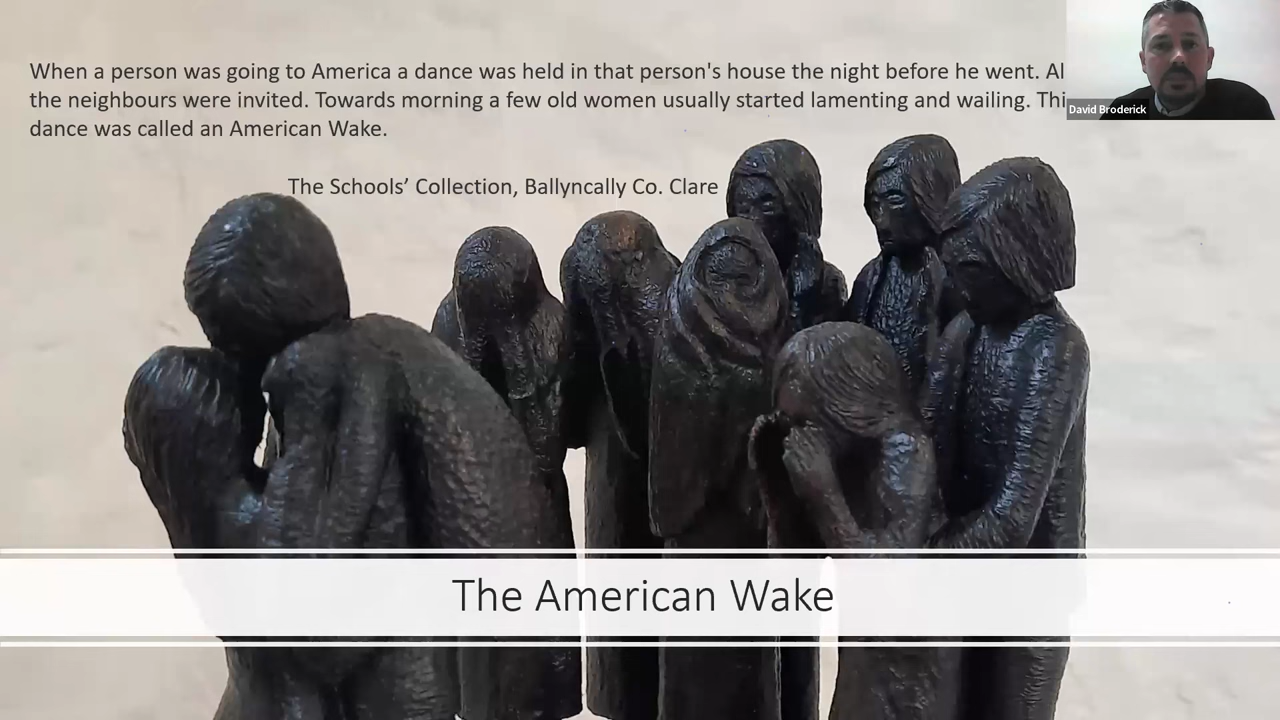 When a person was going to America a dance was held in that person's house the night before he went.
the neighbours were invited. Towards morning a few old women usually started lamenting and wailing.
dance was called an American Wake.
The Schools’ Collection, Ballyncally Co. Clare
David Broderick
The American Wake